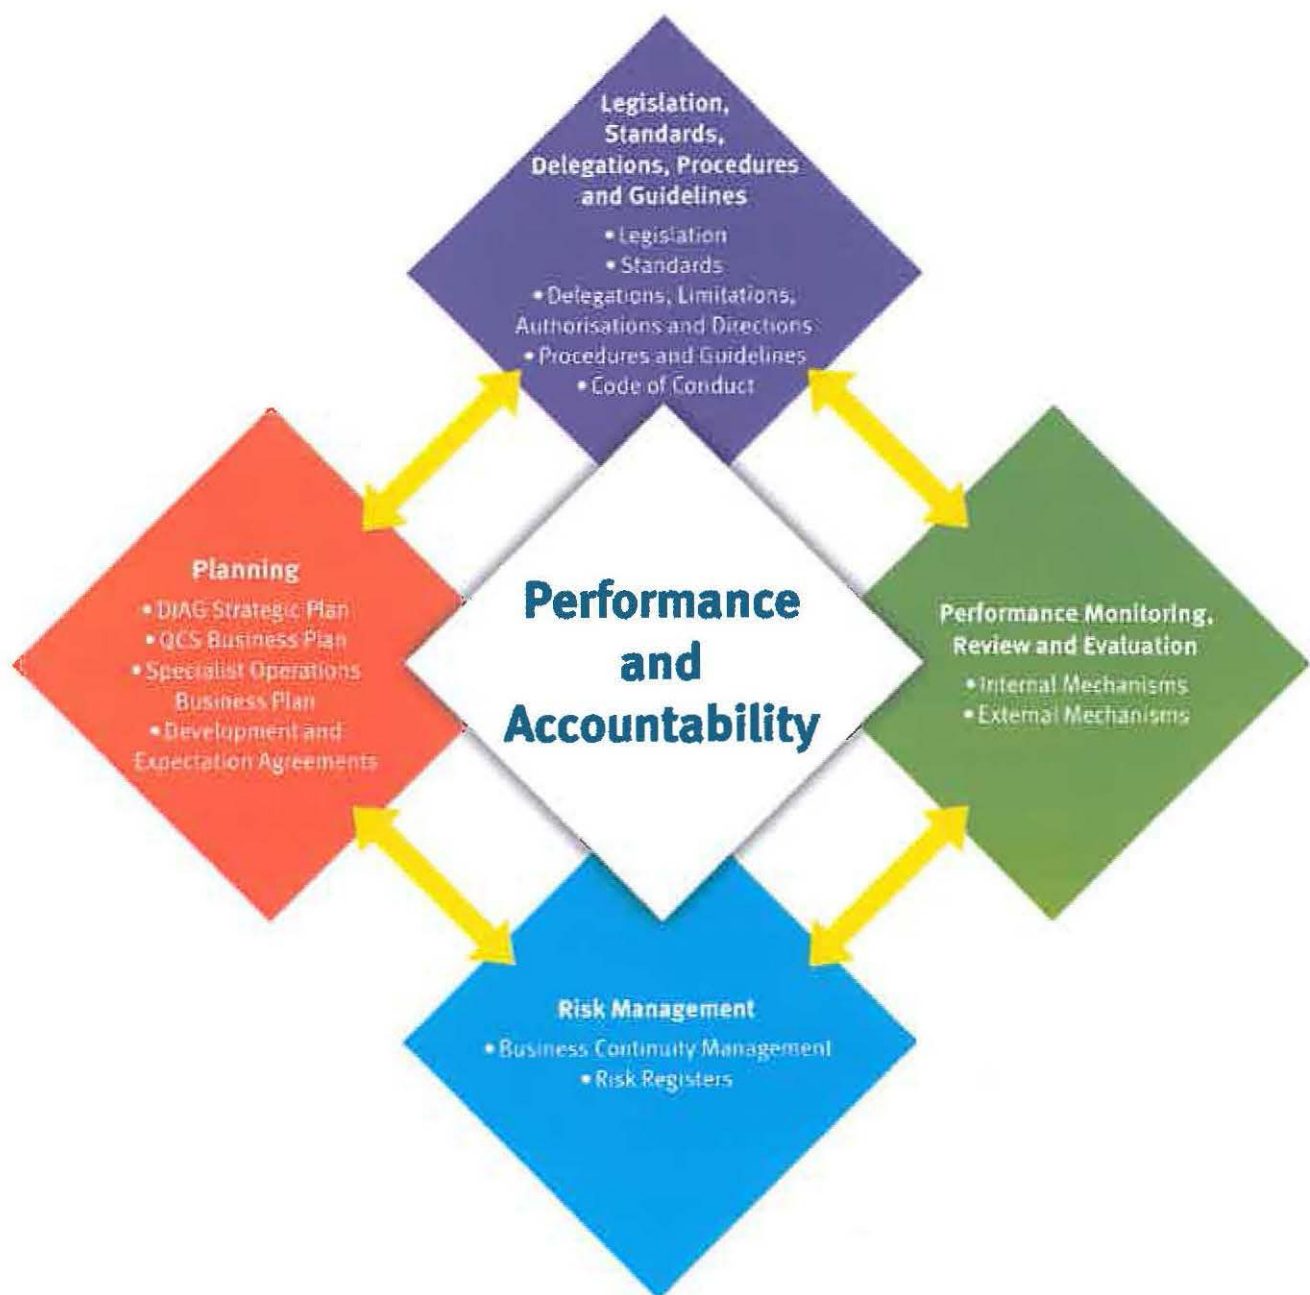 Legislation,
Standards,
Delegations, Procedures
and Guidelines
• Legislation
• Standards
• Delegations, Limitations,
Authorisations and Directions
• Procedures and Guidelines
• Code of Conduct
Planning
• DJAG Strategic Plan
• QCS Business Plan
• Specialist Operations
Business Plan
• Development and
Expectation Agreements
Performance
and
Accountability
Performance Monitoring,
Review and Evaluation
• Internal Mechanisms
• External Mechanisms
Risk Management
• Business Continuity Management
• Risk Registers